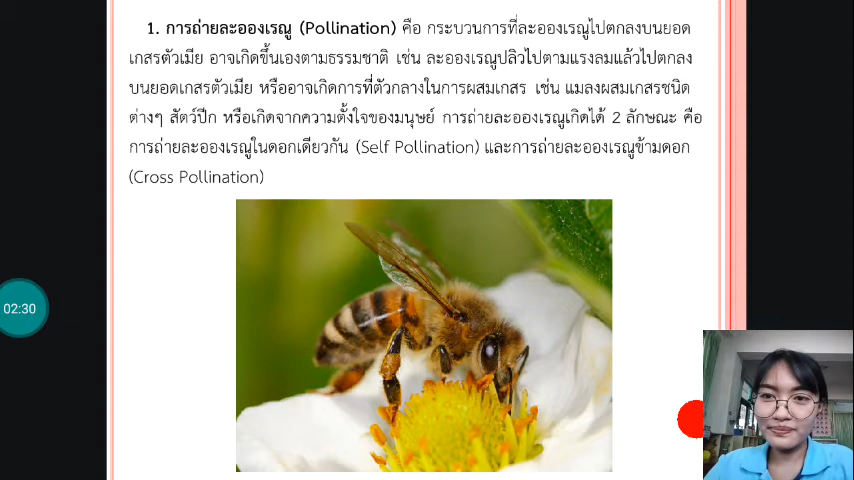 1. การถ่ายละอองเรณู (Pollination) คือ กระบวนการที่ละอองเรณูไปตกลงบนยอด
เกสรตัวเมีย อาจเกิดขึ้นเองตามธรรมชาติ เช่น ละอองเรณูปลิวไปตามแรงลมแล้วไปตกลง
บนยอดเกสรตัวเมีย หรืออาจเกิดการที่ตัวกลางในการผสมเกสร เช่น แมลงผสมเกสรชนิด
ต่างๆ สัตว์ปีก หรือเกิดจากความตั้งใจของมนุษย์ การถ่ายละอองเรณูเกิดได้ 2 ลักษณะ คือ
การถ่ายละอองเรณูในดอกเดียวกัน (Self Pollination) และการถ่ายละอองเรณูข้ามดอก
(Cross Pollination)
02:30